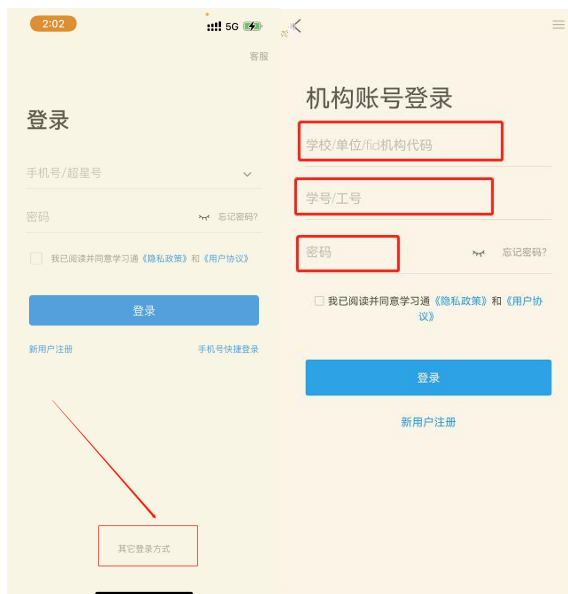 2:02
5G
客服
登录
手机号/超星号
密码
忘记密码?
我已阅读并同意学习通《隐私政策》和《用户协议》
登录
新用户注册
手机号快捷登录
其它登录方式
机构账号登录
学校/单位/fid机构代码
学号/工号
密码
忘记密码?
我已阅读并同意学习通《隐私政策》和《用户协
议》
登录
新用户注册